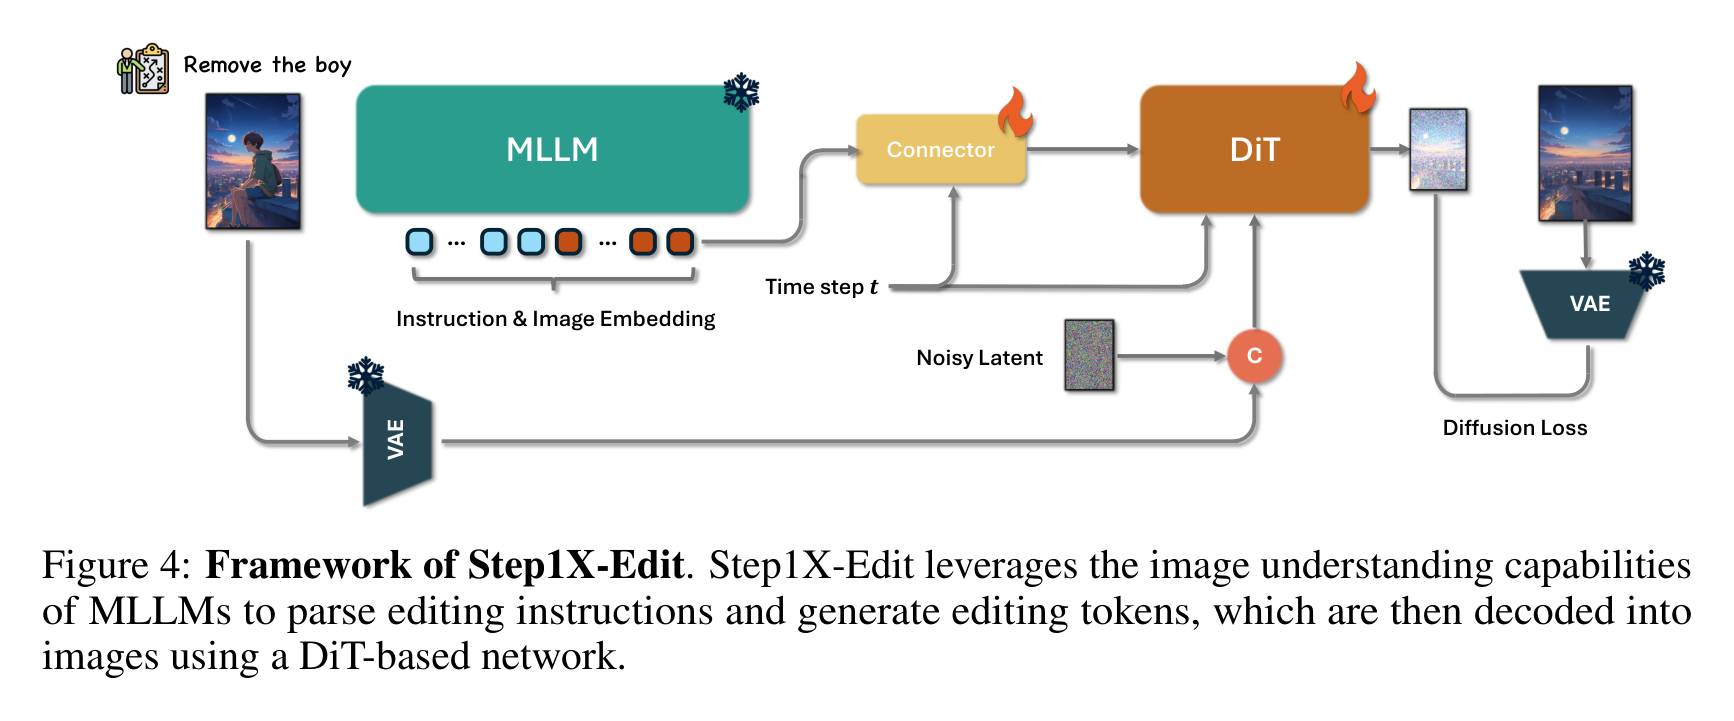 Remove the boy
MLLM
Connector
DiT
... ...
Instruction & Image Embedding
Time step t
Noisy Latent
C
VAE
VAE
Diffusion Loss
Figure 4: Framework of Step1X-Edit. Step1X-Edit leverages the image understanding capabilities
of MLLMs to parse editing instructions and generate editing tokens, which are then decoded into
images using a DiT-based network.